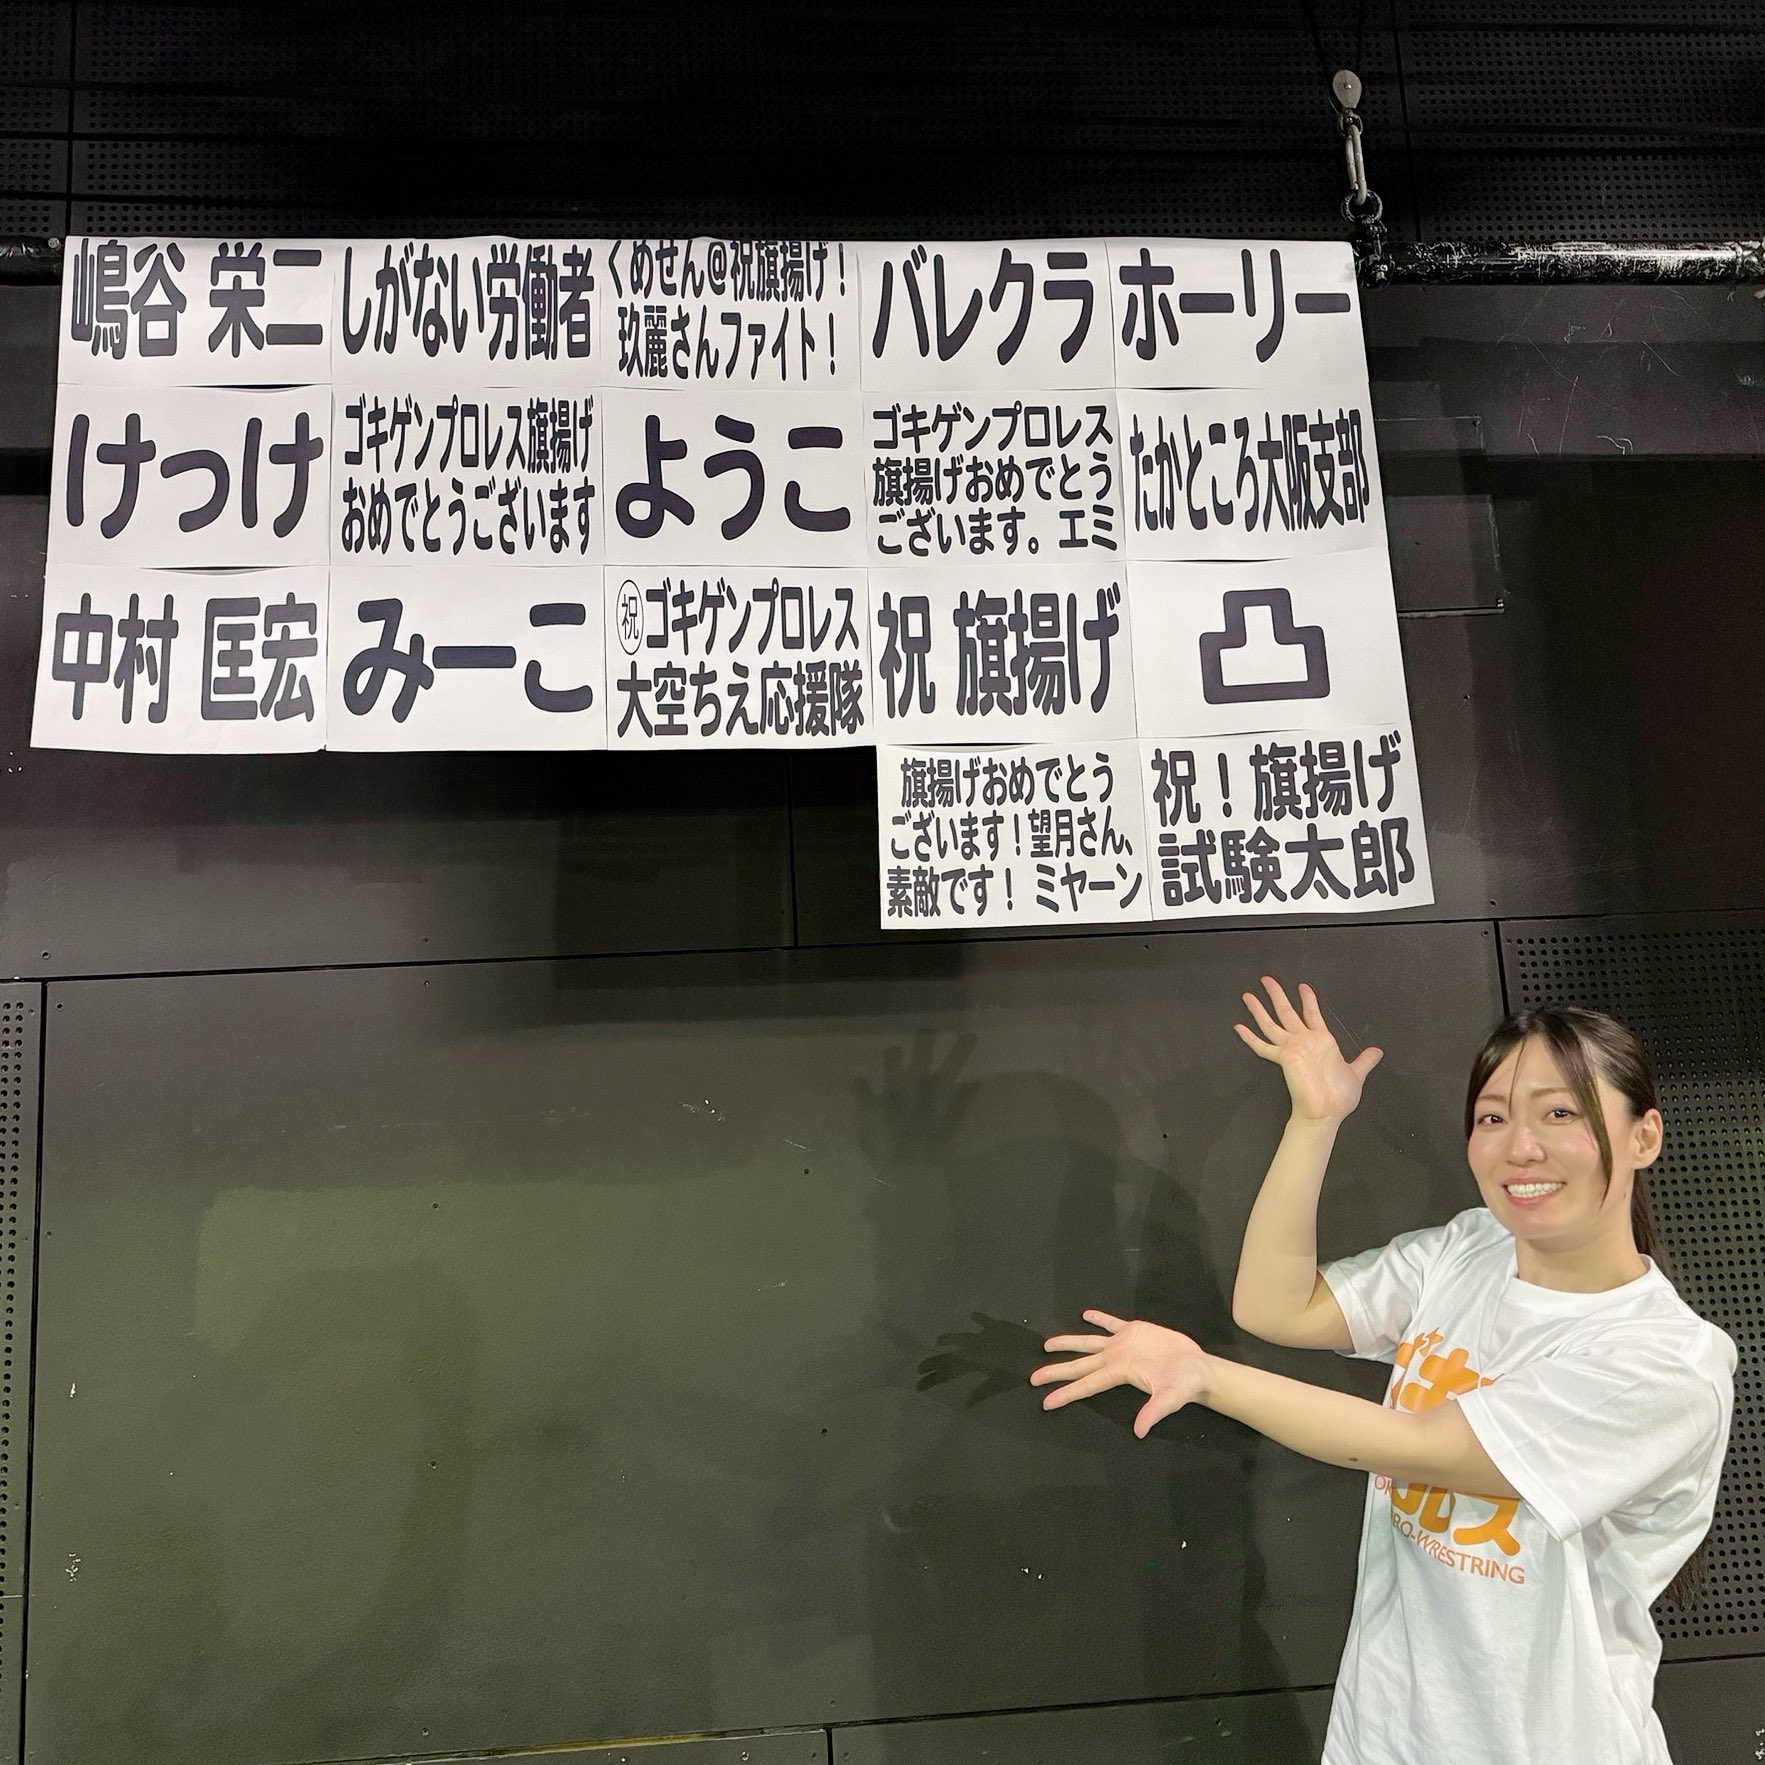 嶋谷 栄二
しがない労働者
くめせん@祝旗揚げ！
玖麗さんファイト！
バレクラ
ホーリー
けっけ
ゴキゲンプロレス旗揚げ
おめでとうございます
ようこ
ゴキゲンプロレス
旗揚げおめでとう
ございます。エミ
たかところ大阪支部
中村 匡宏
みーこ
㊗ゴキゲンプロレス
大空ちえ応援隊
祝 旗揚げ
凸
旗揚げおめでとう
ございます！望月さん、
素敵です！ ミヤーン
祝！旗揚げ
試験太郎
PRO-WRESTRING